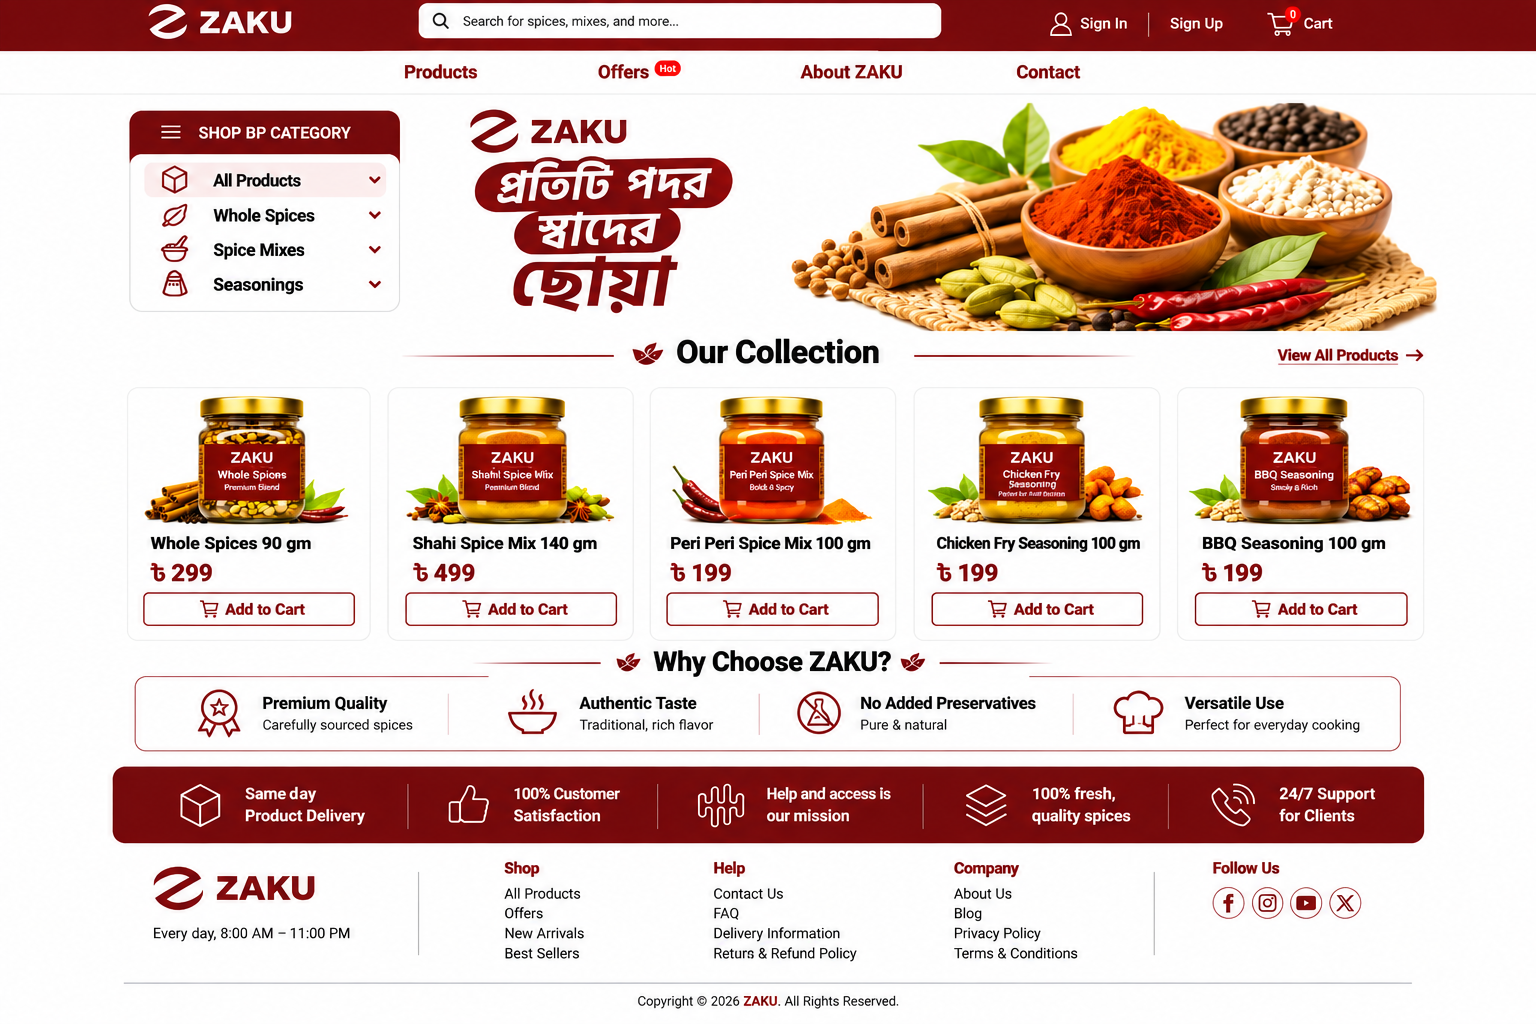 ZAKU
Search for spices, mixes, and more...
Sign In
Sign Up
0
Cart
Products
Offers Hot
About ZAKU
Contact
SHOP BP CATEGORY
All Products
Whole Spices
Spice Mixes
Seasonings
ZAKU
প্রতিটি পদর
স্বাদের
ছোয়া
Our Collection
View All Products
ZAKU
Whole Spices
Premium Blend
Whole Spices 90 gm
৳ 299
Add to Cart
ZAKU
Shahi Spice Mix
Premium Blend
Shahi Spice Mix 140 gm
৳ 499
Add to Cart
ZAKU
Peri Peri Spice Mix
Bold & Spicy
Peri Peri Spice Mix 100 gm
৳ 199
Add to Cart
ZAKU
Chicken Fry
Seasoning
Perfect for
Chicken Fry Seasoning 100 gm
৳ 199
Add to Cart
ZAKU
BBQ Seasoning
Smoky & Rich
BBQ Seasoning 100 gm
৳ 199
Add to Cart
Why Choose ZAKU?
Premium Quality
Carefully sourced spices
Authentic Taste
Traditional, rich flavor
No Added Preservatives
Pure & natural
Versatile Use
Perfect for everyday cooking
Same day
Product Delivery
100% Customer
Satisfaction
Help and access is
our mission
100% fresh,
quality spices
24/7 Support
for Clients
ZAKU
Every day, 8:00 AM – 11:00 PM
Shop
All Products
Offers
New Arrivals
Best Sellers
Help
Contact Us
FAQ
Delivery Information
Returs & Refund Policy
Company
About Us
Blog
Privacy Policy
Terms & Conditions
Follow Us
Copyright © 2026 ZAKU. All Rights Reserved.